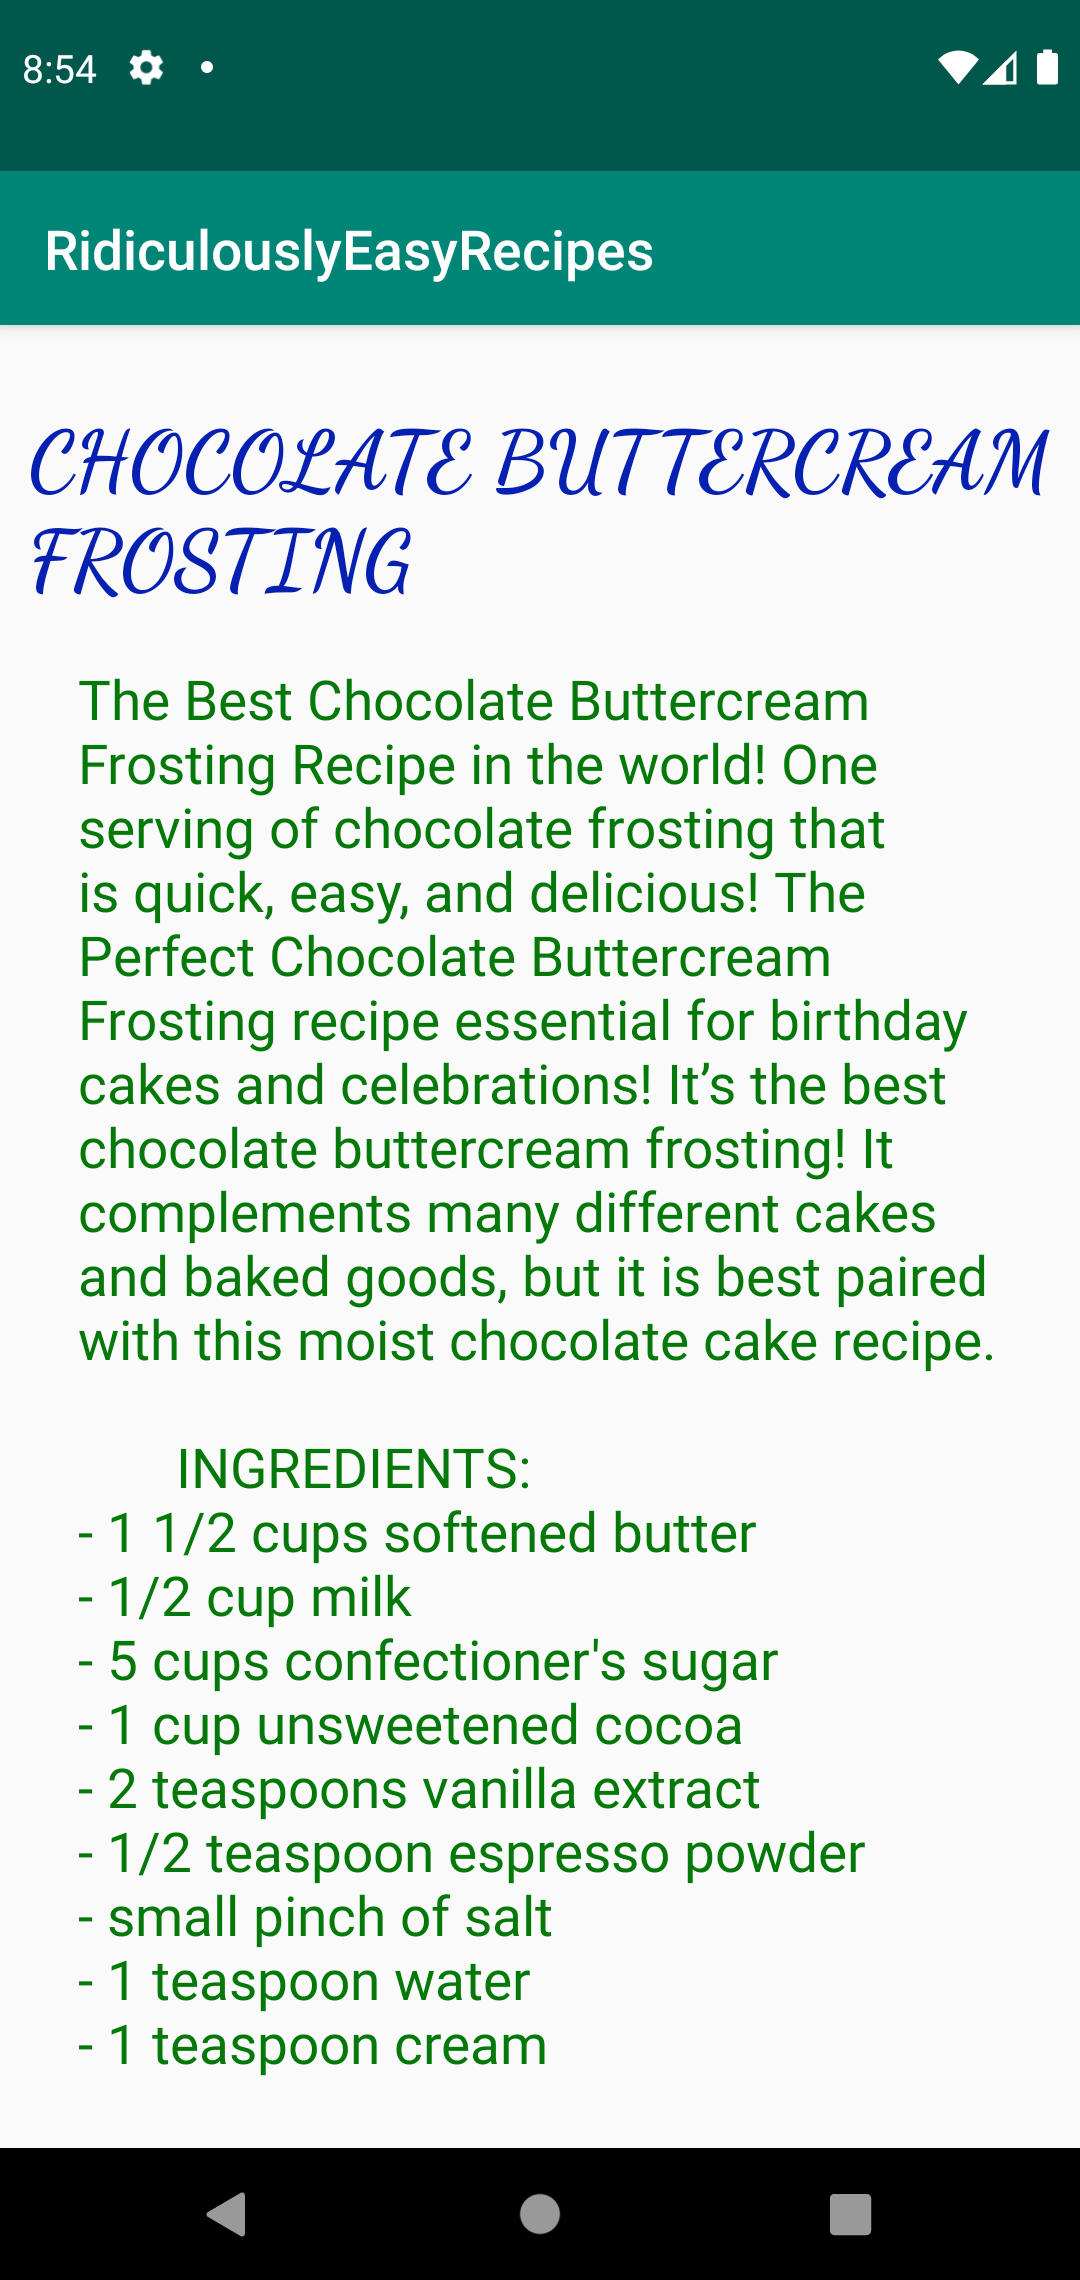 8:54
RidiculouslyEasyRecipes
CHOCOLATE BUTTERCREAM
FROSTING
The Best Chocolate Buttercream
Frosting Recipe in the world! One
serving of chocolate frosting that
is quick, easy, and delicious! The
Perfect Chocolate Buttercream
Frosting recipe essential for birthday
cakes and celebrations! It’s the best
chocolate buttercream frosting! It
complements many different cakes
and baked goods, but it is best paired
with this moist chocolate cake recipe.
INGREDIENTS:
- 1 1/2 cups softened butter
- 1/2 cup milk
- 5 cups confectioner's sugar
- 1 cup unsweetened cocoa
- 2 teaspoons vanilla extract
- 1/2 teaspoon espresso powder
- small pinch of salt
- 1 teaspoon water
- 1 teaspoon cream